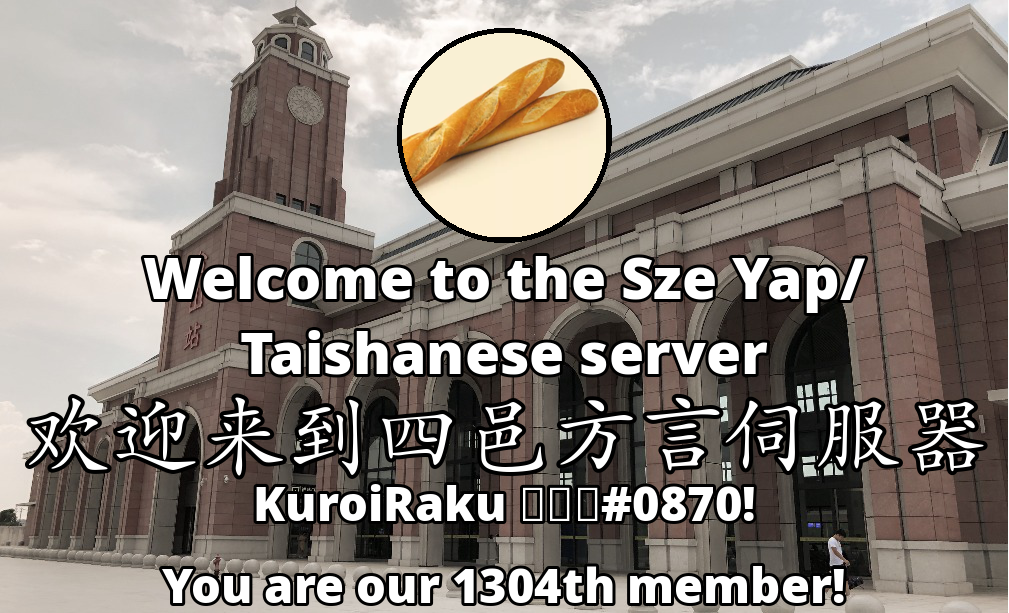 站
Welcome to the Sze Yap/
Taishanese server
欢迎来到四邑方言伺服器
KuroiRaku □□□#0870!
You are our 1304th member!